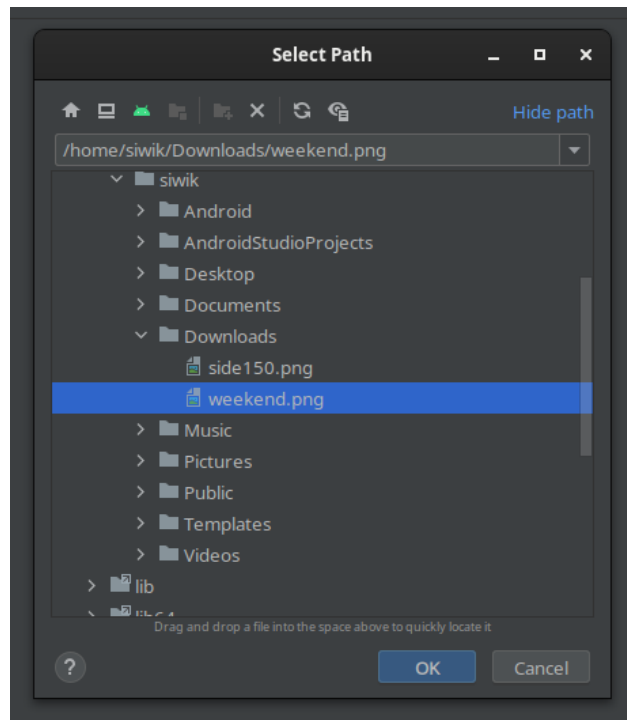 Select Path
Hide path
/home/siwik/Downloads/weekend.png
siwik
Android
AndroidStudioProjects
Desktop
Documents
Downloads
side150.png
weekend.png
Music
Pictures
Public
Templates
Videos
lib
Drag and drop a file into the space above to quickly locate it
?
OK
Cancel